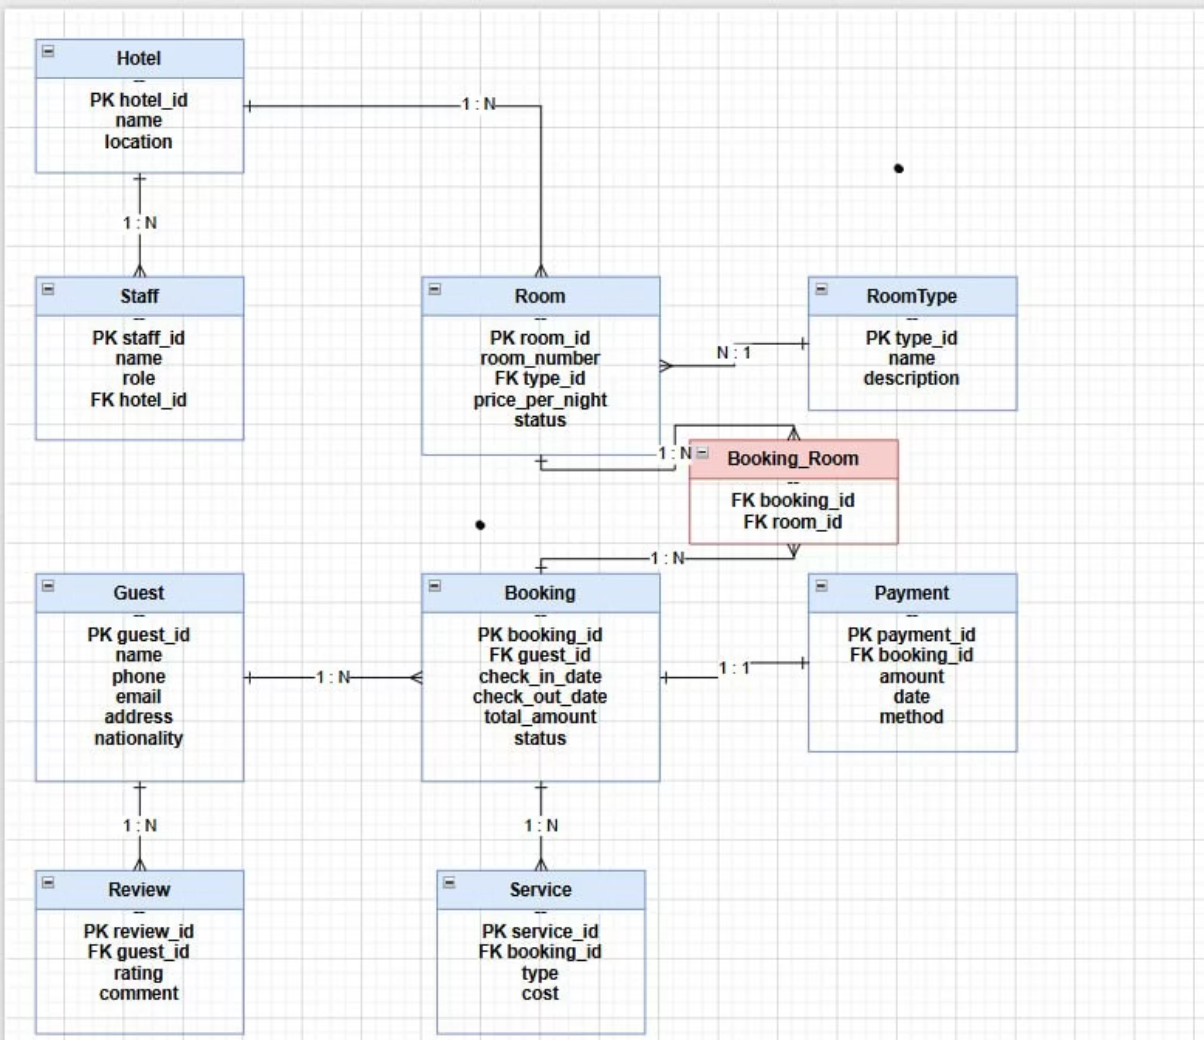 Hotel
--
PK hotel_id
name
location
1 : N
1 : N
Staff
--
PK staff_id
name
role
FK hotel_id
Room
--
PK room_id
room_number
FK type_id
price_per_night
status
N : 1
RoomType
--
PK type_id
name
description
1 : N
Booking_Room
--
FK booking_id
FK room_id
1 : N
Guest
--
PK guest_id
name
phone
email
address
nationality
1 : N
Booking
--
PK booking_id
FK guest_id
check_in_date
check_out_date
total_amount
status
1 : 1
Payment
--
PK payment_id
FK booking_id
amount
date
method
1 : N
1 : N
Review
--
PK review_id
FK guest_id
rating
comment
Service
--
PK service_id
FK booking_id
type
cost